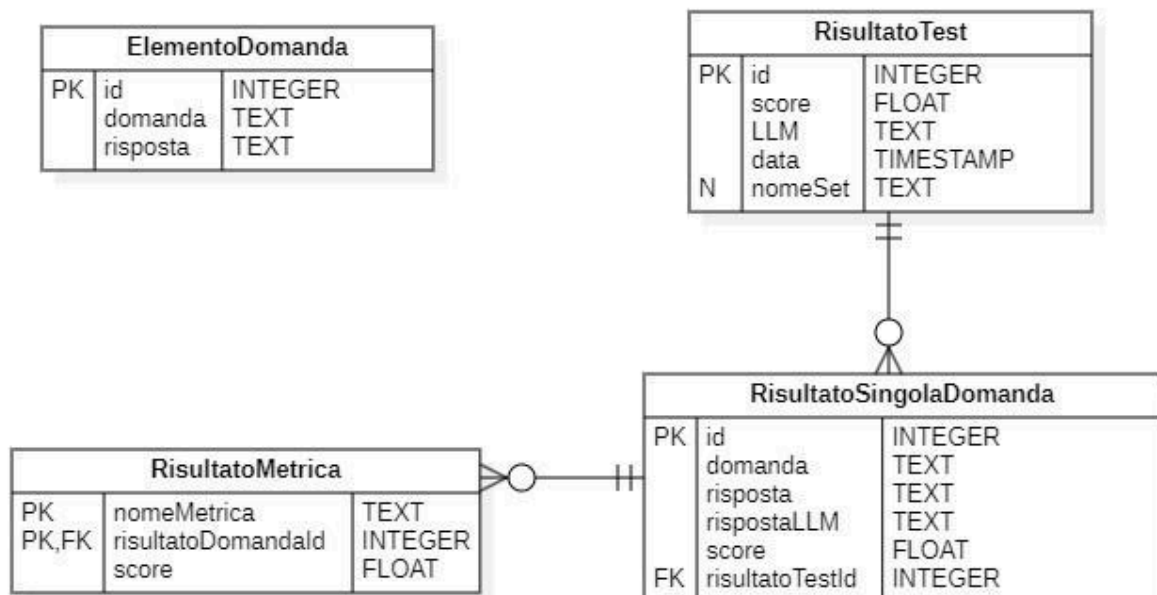 ElementoDomanda
PK id INTEGER
domanda TEXT
risposta TEXT
RisultatoTest
PK id INTEGER
score FLOAT
LLM TEXT
data TIMESTAMP
N nomeSet TEXT
RisultatoSingolaDomanda
PK id INTEGER
domanda TEXT
risposta TEXT
rispostaLLM TEXT
score FLOAT
FK risultatoTestId INTEGER
RisultatoMetrica
PK nomeMetrica TEXT
PK,FK risultatoDomandaId INTEGER
score FLOAT